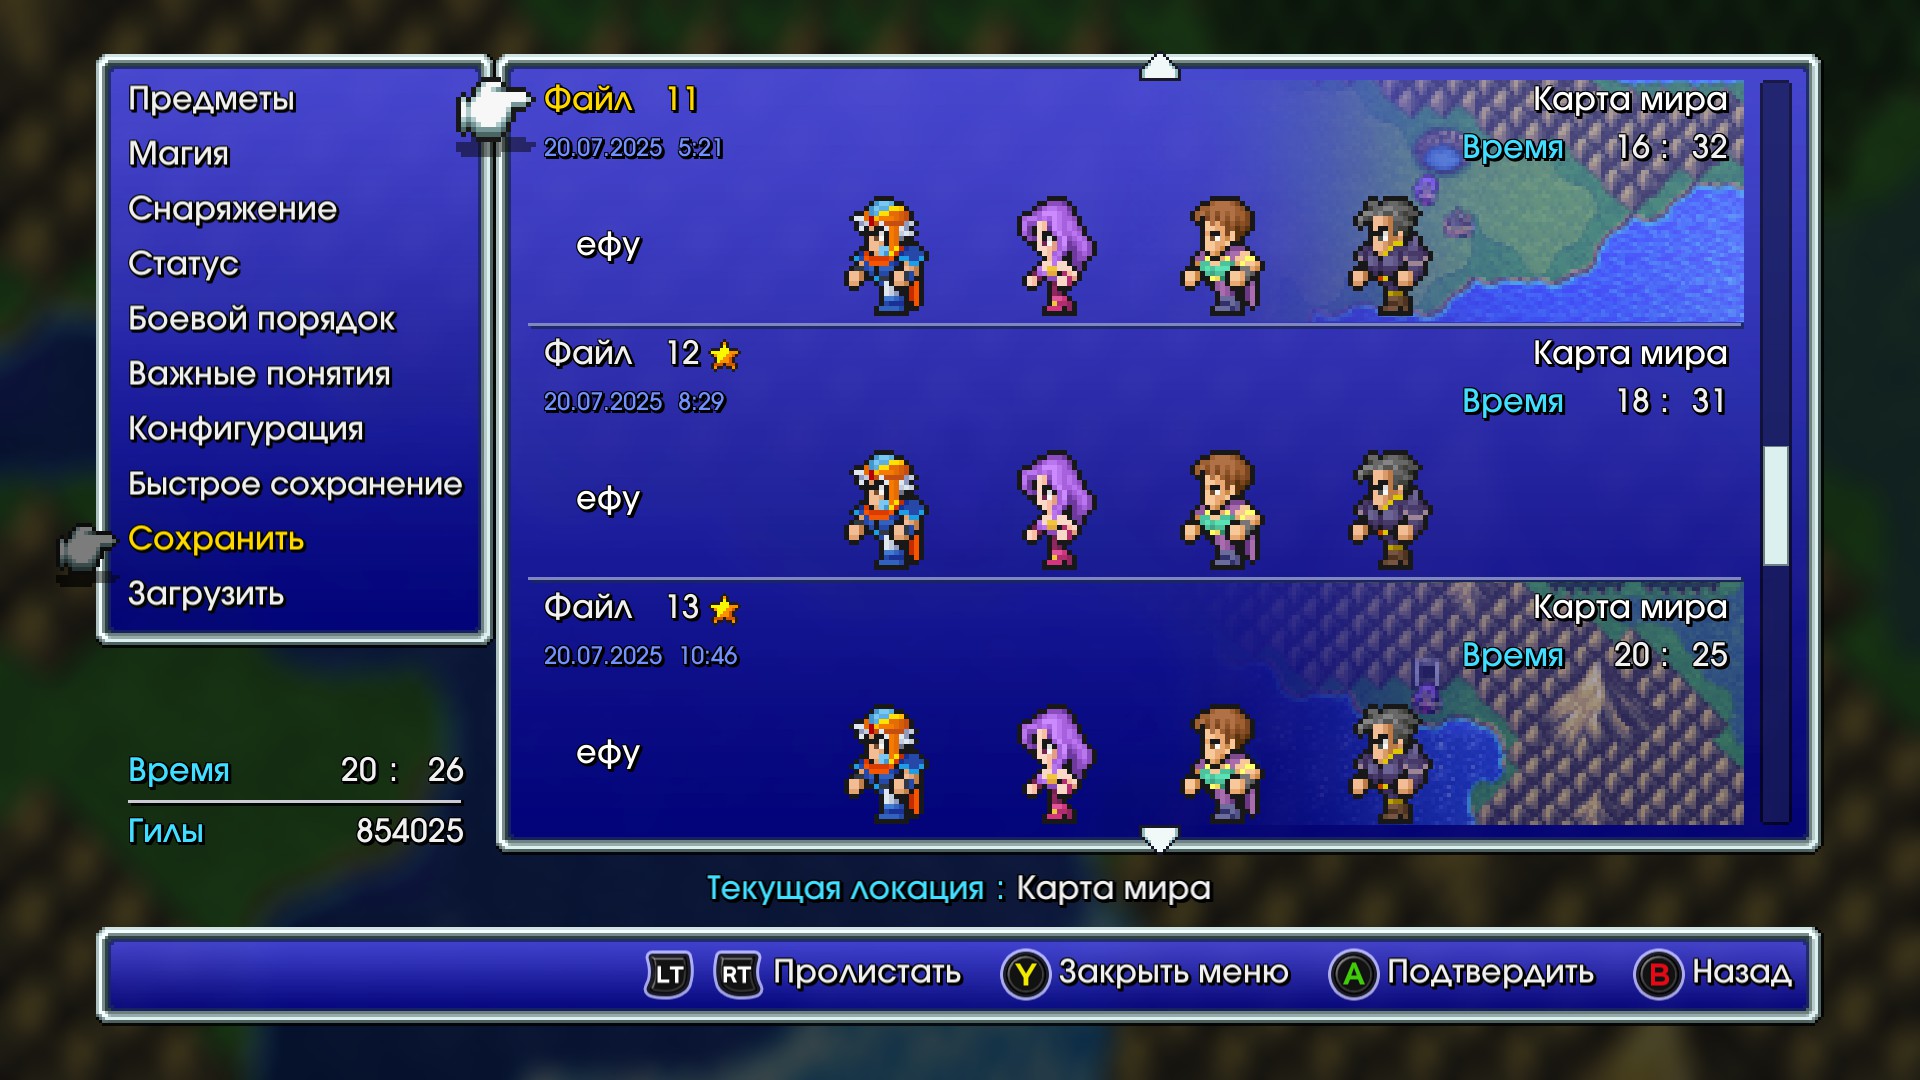 Предметы
Магия
Снаряжение
Статус
Боевой порядок
Важные понятия
Конфигурация
Быстрое сохранение
Сохранить
Загрузить
Время 20 : 26
Гилы 854025
Файл 11
Карта мира
20.07.2025 5:21
Время 16 : 32
ефу
Файл 12
Карта мира
20.07.2025 8:29
Время 18 : 31
ефу
Файл 13
Карта мира
20.07.2025 10:46
Время 20 : 25
ефу
Текущая локация : Карта мира
LT RT Пролистать Y Закрыть меню A Подтвердить B Назад